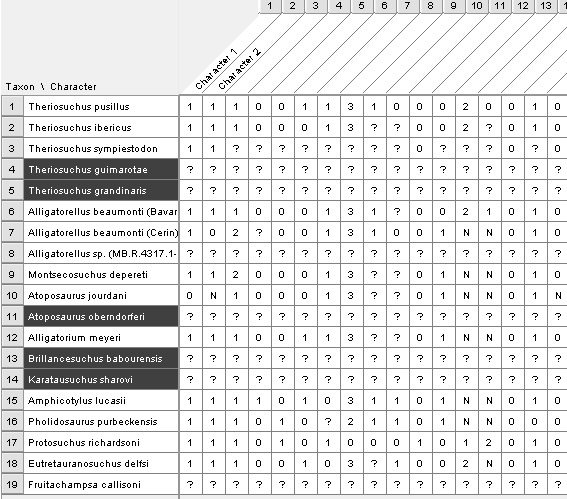 1 2 3 4 5 6 7 8 9 10 11 12 13
Character 1
Character 2
Taxon \ Character
1 Theriosuchus pusillus 1 1 1 0 0 1 1 3 1 0 0 0 2 0 0 1 0
2 Theriosuchus ibericus 1 1 1 0 0 0 1 3 ? ? 0 0 2 ? 0 1 0
3 Theriosuchus sympiestodon 1 1 ? ? ? ? ? ? ? ? 0 ? ? ? 0 ? 0
4 Theriosuchus guimarotae ? ? ? ? ? ? ? ? ? ? ? ? ? ? ? ? ?
5 Theriosuchus grandinaris ? ? ? ? ? ? ? ? ? ? ? ? ? ? ? ? ?
6 Alligatorellus beaumonti (Bavar 1 1 1 0 0 0 1 3 1 ? 0 0 2 1 0 1 0
7 Alligatorellus beaumonti (Cerin) 1 0 2 ? 0 0 1 3 1 0 0 1 N N 0 1 0
8 Alligatorellus sp. (MB.R.4317.1- ? ? ? ? ? ? ? ? ? ? ? ? ? ? ? ? ?
9 Montsecosuchus depereti 1 1 2 0 0 0 1 3 ? ? 0 1 N N 0 1 0
10 Atoposaurus jourdani 0 N 1 0 0 0 1 3 ? ? 0 1 N N 0 1 N
11 Atoposaurus oberndorferi ? ? ? ? ? ? ? ? ? ? ? ? ? ? ? ? ?
12 Alligatorium meyeri 1 1 1 0 0 1 1 3 ? ? 0 1 N N 0 1 0
13 Brillancesuchus babourensis ? ? ? ? ? ? ? ? ? ? ? ? ? ? ? ? ?
14 Karatausuchus sharovi ? ? ? ? ? ? ? ? ? ? ? ? ? ? ? ? ?
15 Amphicotylus lucasii 1 1 1 1 0 1 0 3 1 1 0 1 N N 0 1 0
16 Pholidosaurus purbeckensis 1 1 1 0 1 0 ? 2 1 1 0 1 N N 0 0 0
17 Protosuchus richardsoni 1 1 1 0 1 0 1 0 0 0 1 0 1 2 0 1 0
18 Eutretauranosuchus delfsi 1 1 1 0 0 1 0 3 ? 1 0 0 2 N 0 1 0
19 Fruitachampsa callisoni ? ? ? ? ? ? ? ? ? ? ? ? ? ? ? ? ?